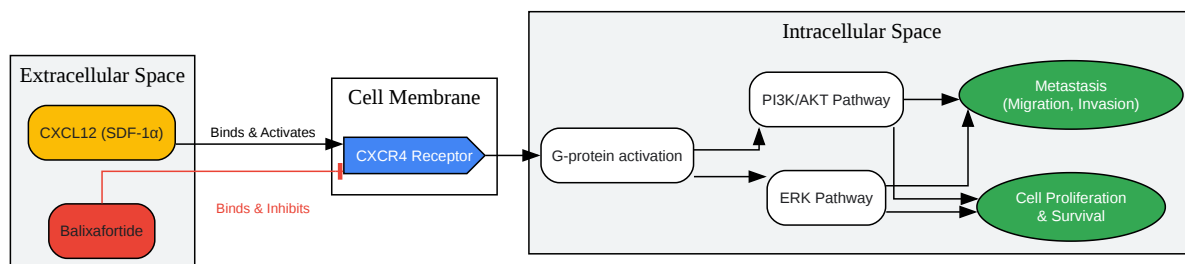 Extracellular Space
CXCL12 (SDF-1α)
Balixafortide
Binds & Activates
Binds & Inhibits
Cell Membrane
CXCR4 Receptor
Intracellular Space
G-protein activation
PI3K/AKT Pathway
ERK Pathway
Metastasis
(Migration, Invasion)
Cell Proliferation
& Survival